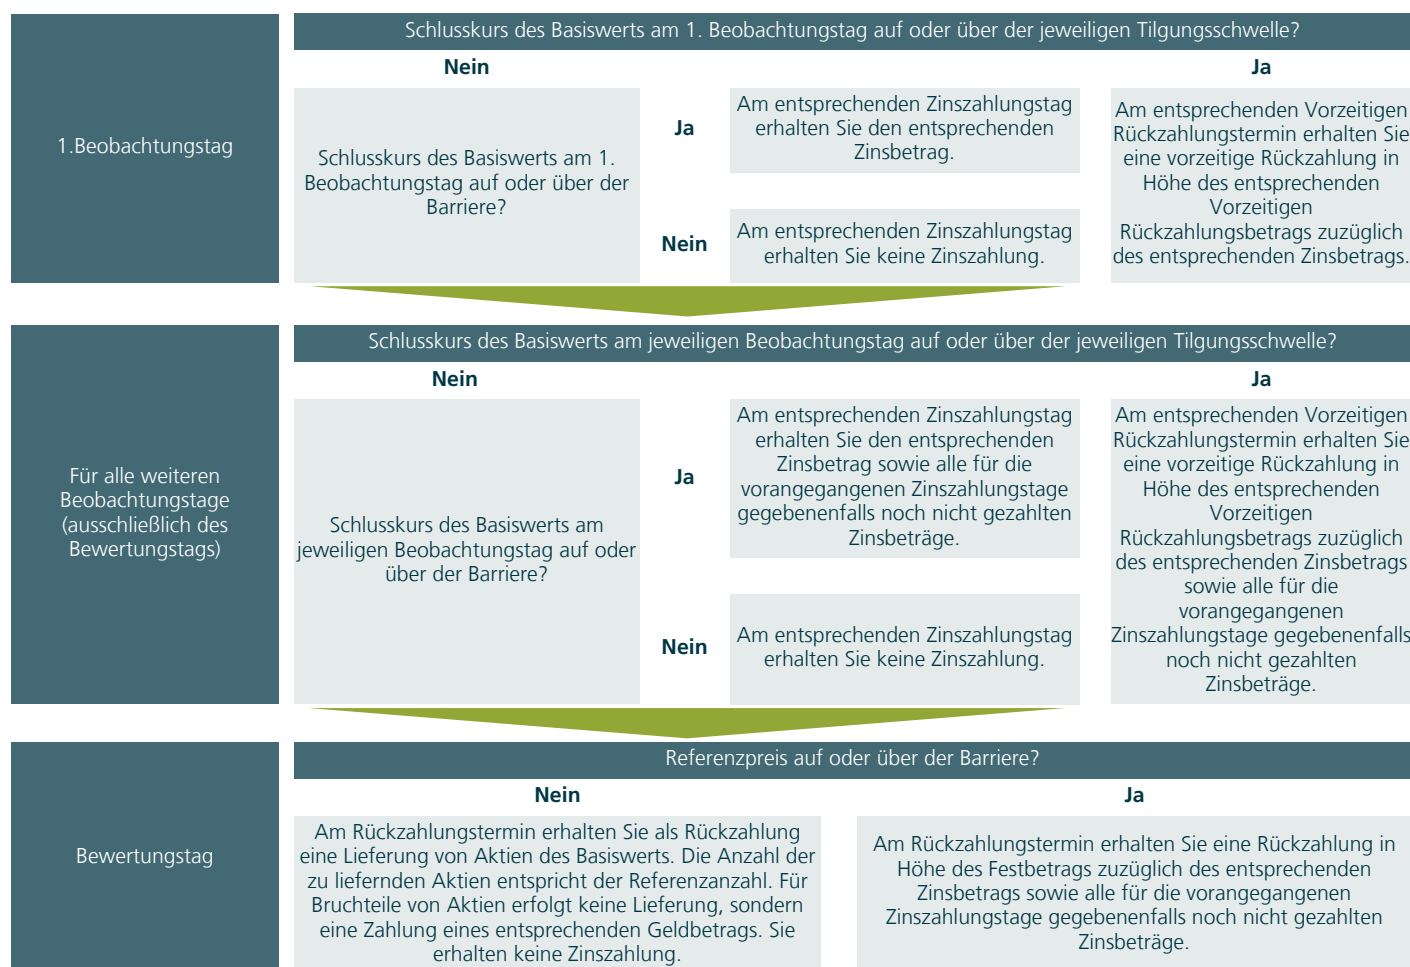 Schlusskurs des Basiswerts am 1. Beobachtungstag auf oder über der jeweiligen Tilgungsschwelle?
Nein
Ja
1.Beobachtungstag
Schlusskurs des Basiswerts am 1.
Beobachtungstag auf oder über der
Barriere?
Ja
Am entsprechenden Zinszahlungstag
erhalten Sie den entsprechenden
Zinsbetrag.
Nein
Am entsprechenden Zinszahlungstag
erhalten Sie keine Zinszahlung.
Am entsprechenden Vorzeitigen
Rückzahlungstermin erhalten Sie
eine vorzeitige Rückzahlung in
Höhe des entsprechenden
Vorzeitigen
Rückzahlungsbetrags zuzüglich
des entsprechenden Zinsbetrags.
Schlusskurs des Basiswerts am jeweiligen Beobachtungstag auf oder über der jeweiligen Tilgungsschwelle?
Nein
Ja
Für alle weiteren
Beobachtungstage
(ausschließlich des
Bewertungstags)
Schlusskurs des Basiswerts am
jeweiligen Beobachtungstag auf oder
über der Barriere?
Ja
Am entsprechenden Zinszahlungstag
erhalten Sie den entsprechenden
Zinsbetrag sowie alle für die
vorangegangenen Zinszahlungstage
gegebenenfalls noch nicht gezahlten
Zinsbeträge.
Nein
Am entsprechenden Zinszahlungstag
erhalten Sie keine Zinszahlung.
Am entsprechenden Vorzeitigen
Rückzahlungstermin erhalten Sie
eine vorzeitige Rückzahlung in
Höhe des entsprechenden
Vorzeitigen
Rückzahlungsbetrags zuzüglich
des entsprechenden Zinsbetrags
sowie alle für die
vorangegangenen
Zinszahlungstage gegebenenfalls
noch nicht gezahlten
Zinsbeträge.
Referenzpreis auf oder über der Barriere?
Nein
Ja
Bewertungstag
Am Rückzahlungstermin erhalten Sie als Rückzahlung
eine Lieferung von Aktien des Basiswerts. Die Anzahl der
zu liefernden Aktien entspricht der Referenzanzahl. Für
Bruchteile von Aktien erfolgt keine Lieferung, sondern
eine Zahlung eines entsprechenden Geldbetrags. Sie
erhalten keine Zinszahlung.
Am Rückzahlungstermin erhalten Sie eine Rückzahlung in
Höhe des Festbetrags zuzüglich des entsprechenden
Zinsbetrags sowie alle für die vorangegangenen
Zinszahlungstage gegebenenfalls noch nicht gezahlten
Zinsbeträge.